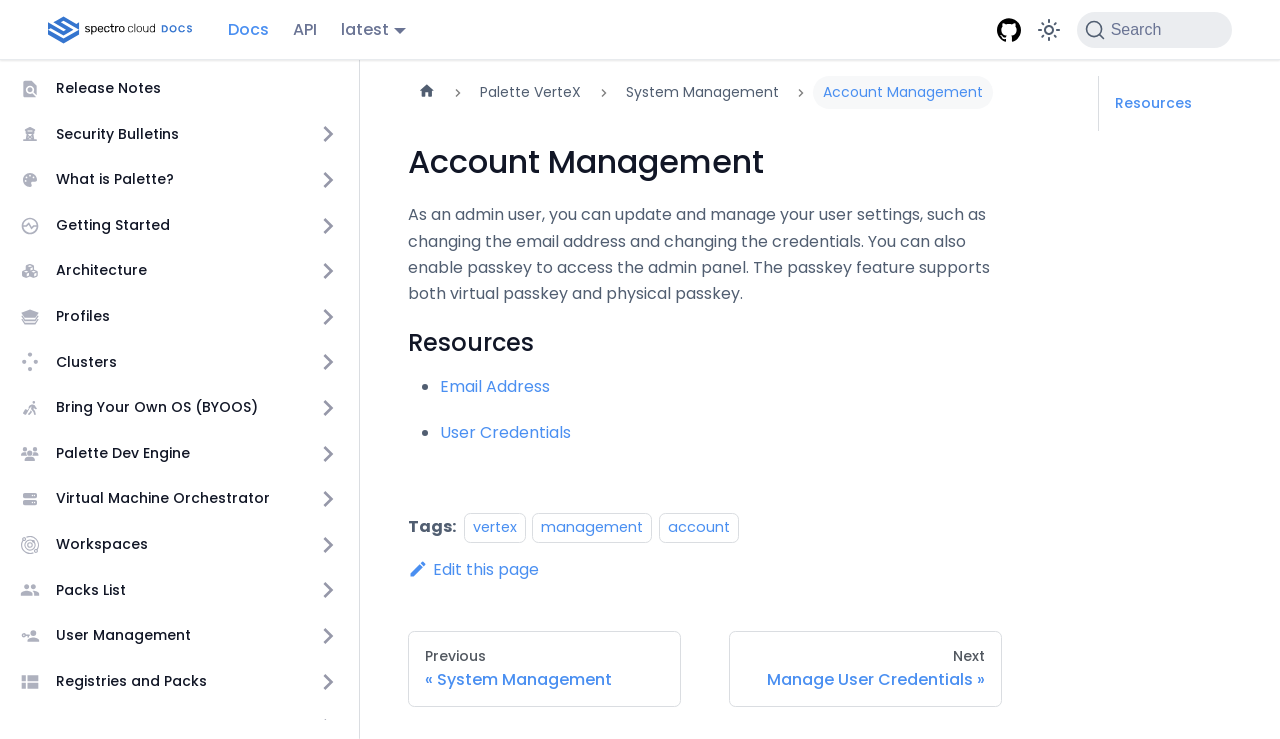 spectro cloud DOCS
Docs
API
latest
Search
Release Notes
Security Bulletins
What is Palette?
Getting Started
Architecture
Profiles
Clusters
Bring Your Own OS (BYOOS)
Palette Dev Engine
Virtual Machine Orchestrator
Workspaces
Packs List
User Management
Registries and Packs
Palette VerteX
System Management
Account Management
Account Management
As an admin user, you can update and manage your user settings, such as
changing the email address and changing the credentials. You can also
enable passkey to access the admin panel. The passkey feature supports
both virtual passkey and physical passkey.
Resources
Email Address
User Credentials
Tags: vertex management account
Edit this page
Previous
« System Management
Next
Manage User Credentials »
Resources